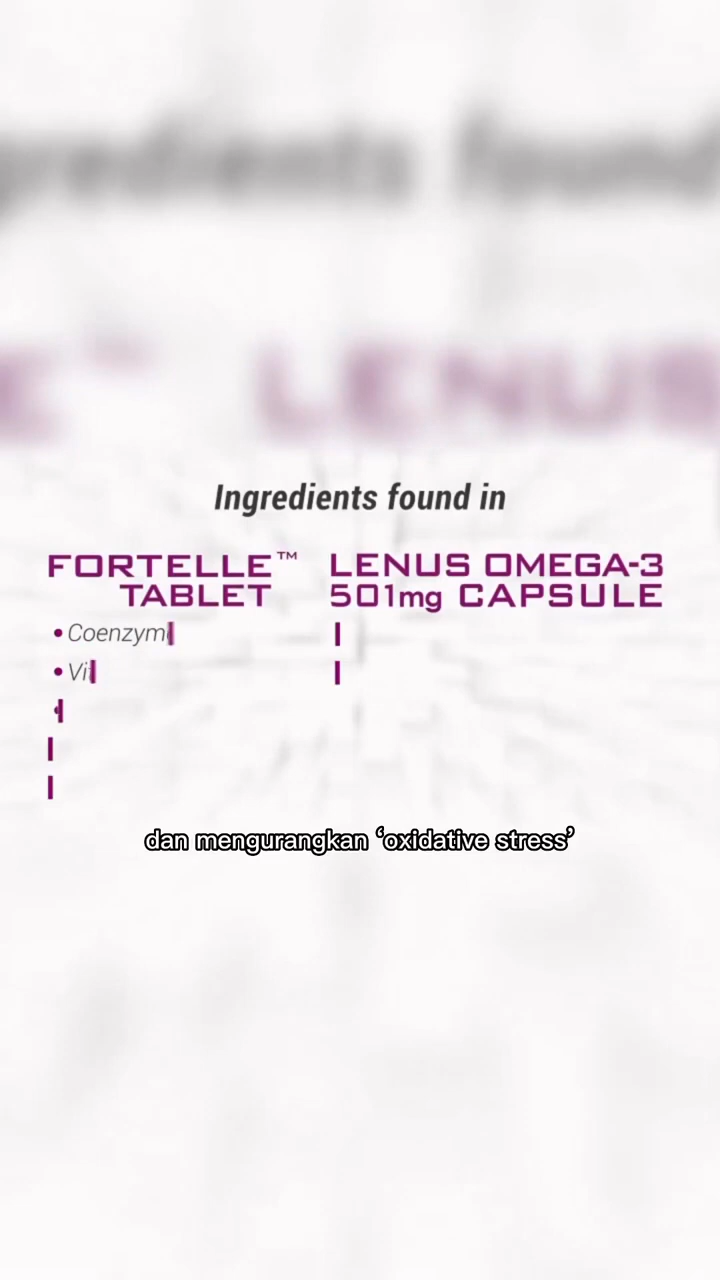 Ingredients found in
FORTELLE™ TABLET
LENUS OMEGA-3 501mg CAPSULE
• Coenzym
• Vi
dan mengurangkan ‘oxidative stress’